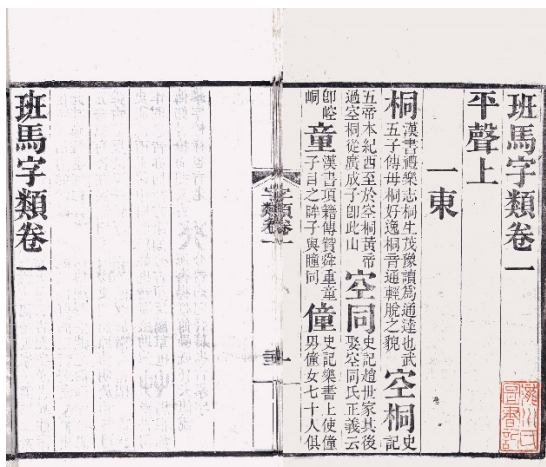 班馬字類卷一
平聲上
一東
桐漢書禮樂志桐生茂豫讀爲通達也武五子傳毋桐好逸桐音通輕脫之貌空桐史記
五帝本紀西至於空桐黃帝過空桐從廣成子卽此山空同史記趙世家其後娶空同氏正義云
卽崆峒童漢書項籍傳贊舜重童子目之眸子與瞳同僮史記樂書上使僮男僮女七十人俱
字類卷一
一
班馬字類卷一